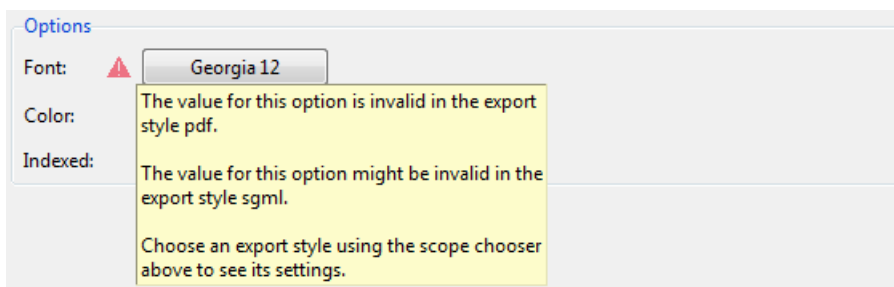 Options
Font:
Georgia 12
Color:
Indexed:
The value for this option is invalid in the export
style pdf.
The value for this option might be invalid in the
export style sgml.
Choose an export style using the scope chooser
above to see its settings.